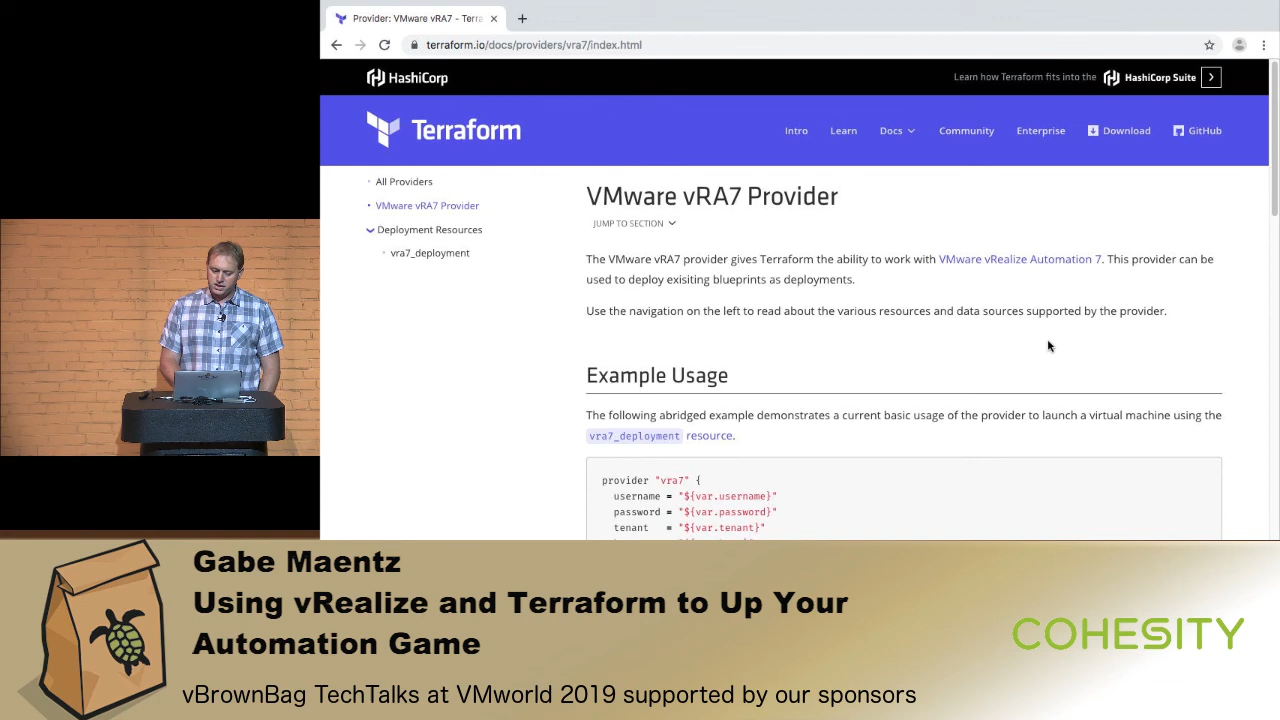 Provider: VMware vRA7 - Terra
terraform.io/docs/providers/vra7/index.html
HashiCorp
Learn how Terraform fits into the HashiCorp Suite
Terraform
Intro Learn Docs Community Enterprise Download GitHub
All Providers
VMware vRA7 Provider
Deployment Resources
vra7_deployment
VMware vRA7 Provider
JUMP TO SECTION
The VMware vRA7 provider gives Terraform the ability to work with VMware vRealize Automation 7. This provider can be
used to deploy exisiting blueprints as deployments.
Use the navigation on the left to read about the various resources and data sources supported by the provider.
Example Usage
The following abridged example demonstrates a current basic usage of the provider to launch a virtual machine using the
vra7_deployment resource.
provider "vra7" {
username = "${var.username}"
password = "${var.password}"
tenant = "${var.tenant}"
Gabe Maentz
Using vRealize and Terraform to Up Your
Automation Game
COHESITY
vBrownBag TechTalks at VMworld 2019 supported by our sponsors